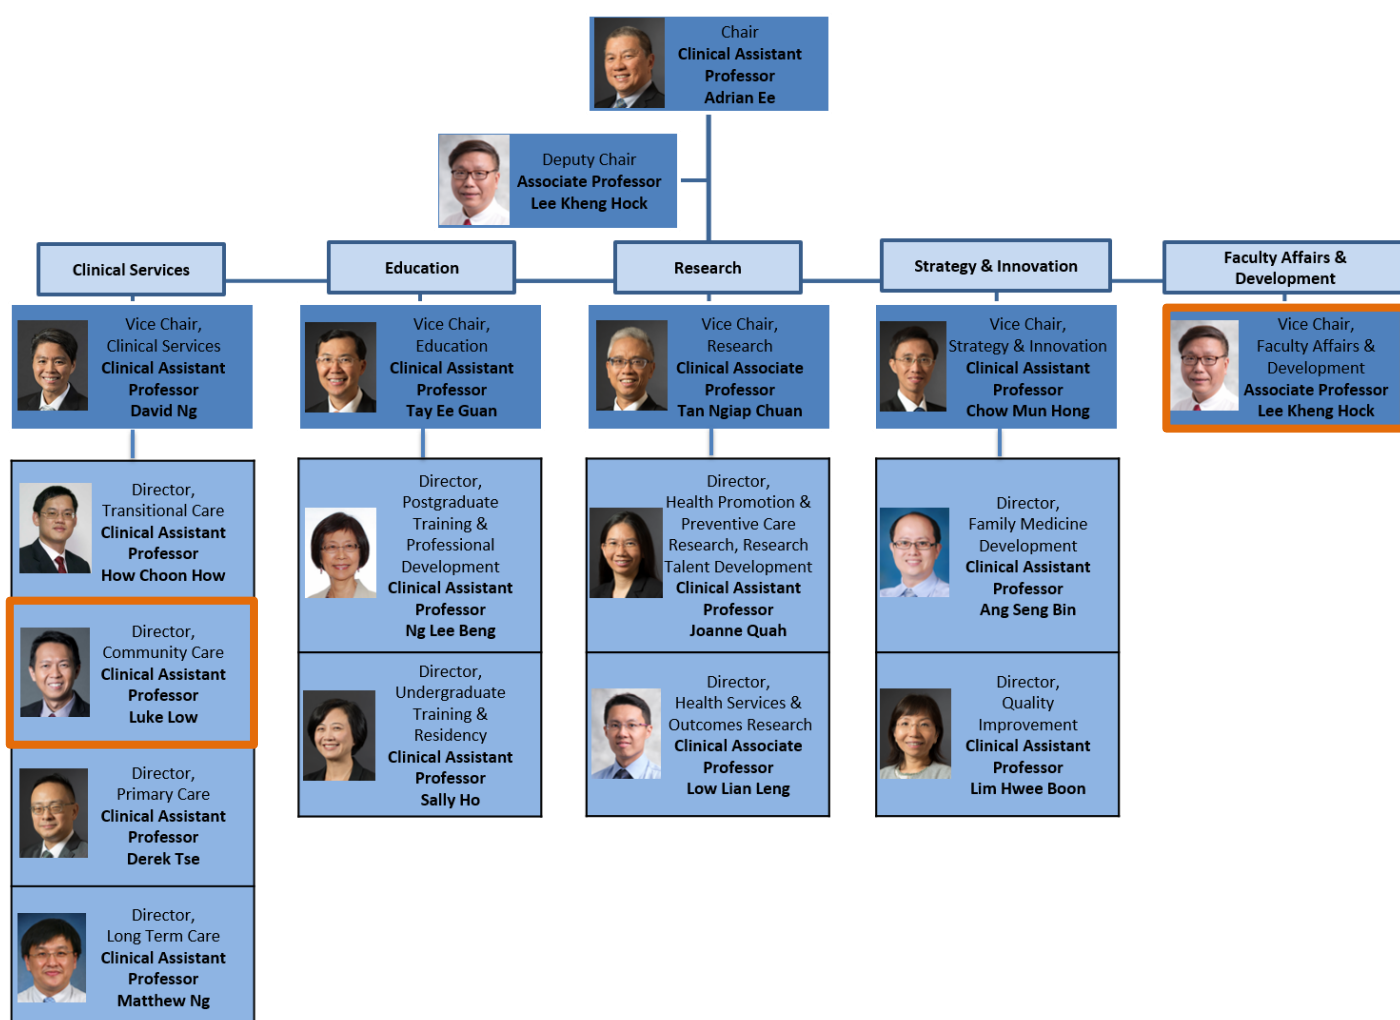 Chair
Clinical Assistant
Professor
Adrian Ee
Deputy Chair
Associate Professor
Lee Kheng Hock
Clinical Services
Education
Research
Strategy & Innovation
Faculty Affairs &
Development
Vice Chair,
Clinical Services
Clinical Assistant
Professor
David Ng
Vice Chair,
Education
Clinical Assistant
Professor
Tay Ee Guan
Vice Chair,
Research
Clinical Associate
Professor
Tan Ngiap Chuan
Vice Chair,
Strategy & Innovation
Clinical Assistant
Professor
Chow Mun Hong
Vice Chair,
Faculty Affairs &
Development
Associate Professor
Lee Kheng Hock
Director,
Transitional Care
Clinical Assistant
Professor
How Choon How
Director,
Community Care
Clinical Assistant
Professor
Luke Low
Director,
Primary Care
Clinical Assistant
Professor
Derek Tse
Director,
Long Term Care
Clinical Assistant
Professor
Matthew Ng
Director,
Postgraduate
Training &
Professional
Development
Clinical Assistant
Professor
Ng Lee Beng
Director,
Undergraduate
Training &
Residency
Clinical Assistant
Professor
Sally Ho
Director,
Health Promotion &
Preventive Care
Research, Research
Talent Development
Clinical Assistant
Professor
Joanne Quah
Director,
Health Services &
Outcomes Research
Clinical Associate
Professor
Low Lian Leng
Director,
Family Medicine
Development
Clinical Assistant
Professor
Ang Seng Bin
Director,
Quality
Improvement
Clinical Assistant
Professor
Lim Hwee Boon